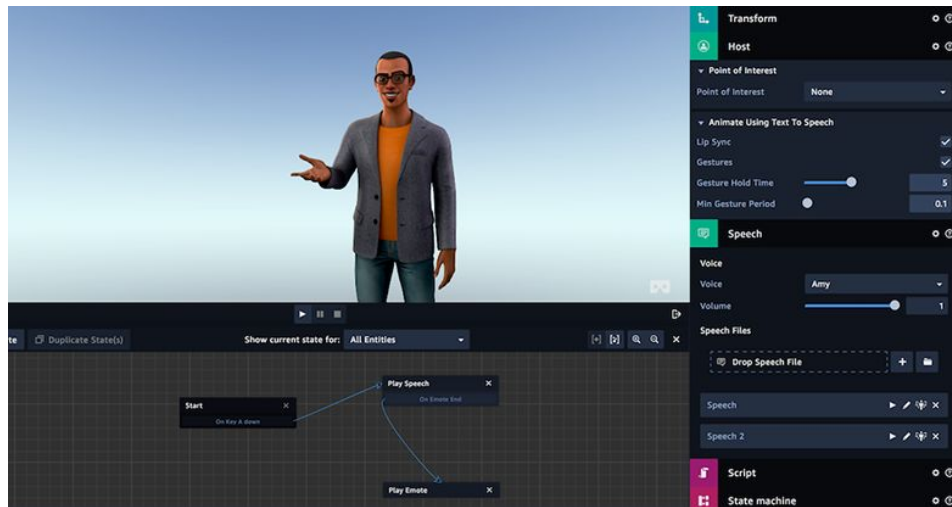 Transform
Host
Point of Interest
Point of Interest None
Animate Using Text To Speech
Lip Sync
Gestures
Gesture Hold Time 5
Min Gesture Period 0.1
Speech
Voice
Voice Amy
Volume 1
Speech Files
Drop Speech File
Speech
Speech 2
Script
State machine
te Duplicate State(s) Show current state for: All Entities
Play Speech
On Emote End
Start
On Key A down
Play Emote